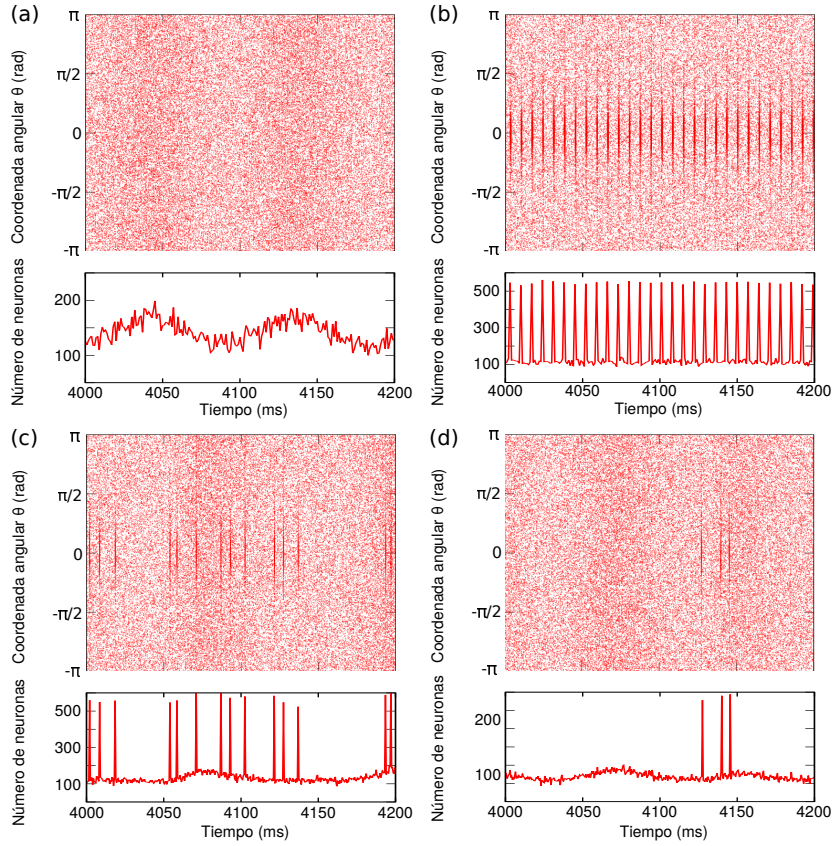 (a)
Coordenada angular θ (rad)
π
π/2
0
-π/2
-π
Número de neuronas
200
100
4000 4050 4100 4150 4200
Tiempo (ms)
(b)
Coordenada angular θ (rad)
π
π/2
0
-π/2
-π
Número de neuronas
500
300
100
4000 4050 4100 4150 4200
Tiempo (ms)
(c)
Coordenada angular θ (rad)
π
π/2
0
-π/2
-π
Número de neuronas
500
300
100
4000 4050 4100 4150 4200
Tiempo (ms)
(d)
Coordenada angular θ (rad)
π
π/2
0
-π/2
-π
Número de neuronas
200
100
4000 4050 4100 4150 4200
Tiempo (ms)